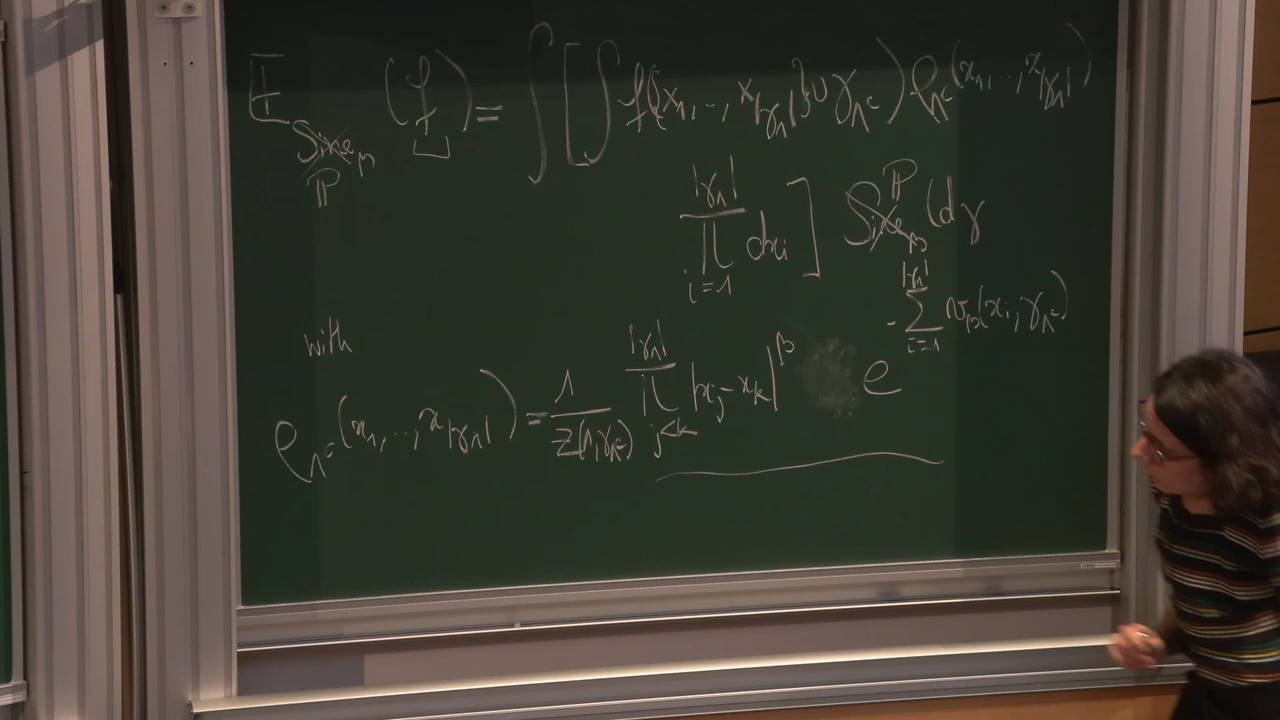 E_{Sine_β ℙ} (f) = ∫ [ ∫ f({x_1, .., x_{|γ_Λ|}} ∪ γ_{Λ^c}) ρ_{Λ^c}(x_1, ..., x_{|γ_Λ|})
∏_{i=1}^{|γ_Λ|} dx_i ] Sine_β ℙ (dγ
with
ρ_{Λ^c}(x_1, ..., x_{|γ_Λ|}) = 1/Z(Λ, γ_{Λ^c}) ∏_{j<k}^{|γ_Λ|} |x_j - x_k|^β e^{-∑_{i=1}^{|γ_Λ|} w_β(x_i, γ_{Λ^c})}